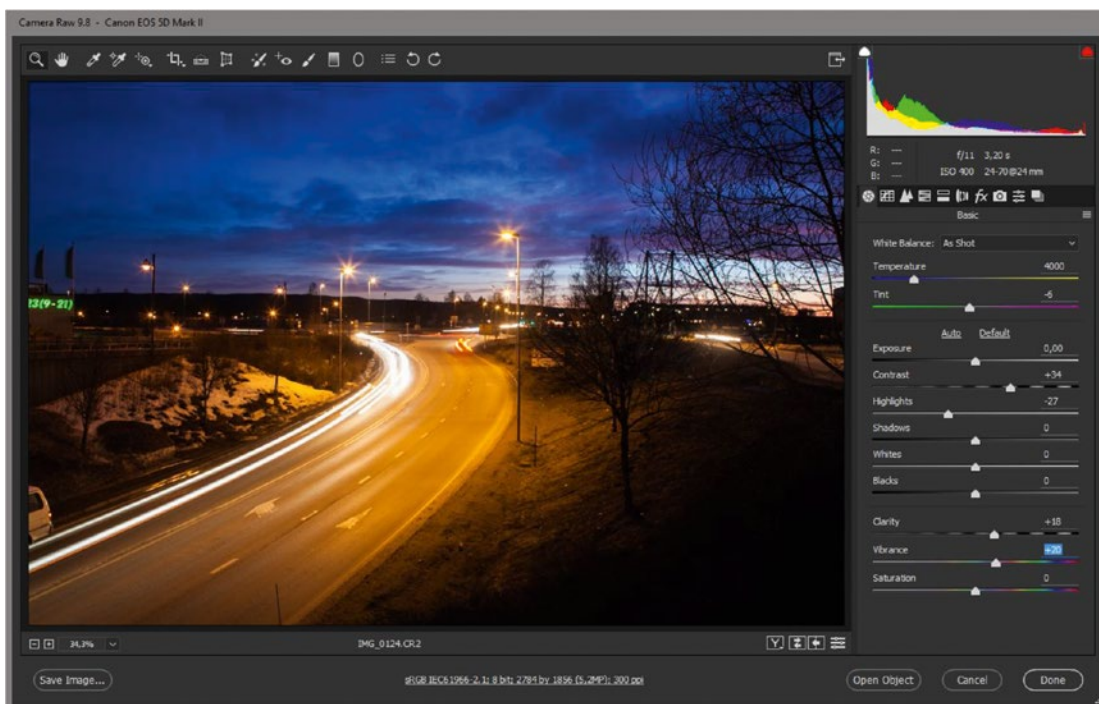 Camera Raw 9.8 - Canon EOS 5D Mark II
R: ---
G: ---
B: ---
f/11 3,20 s
ISO 400 24-70@24 mm
Basic
White Balance: As Shot
Temperature 4000
Tint -6
Auto Default
Exposure 0,00
Contrast +34
Highlights -27
Shadows 0
Whites 0
Blacks 0
Clarity +18
Vibrance +20
Saturation 0
13(9-21)
34,3% IMG_0124.CR2 Y
Save Image... sRGB IEC61966-2.1; 8 bit; 2784 by 1856 (5,2MP); 300 ppi Open Object Cancel Done